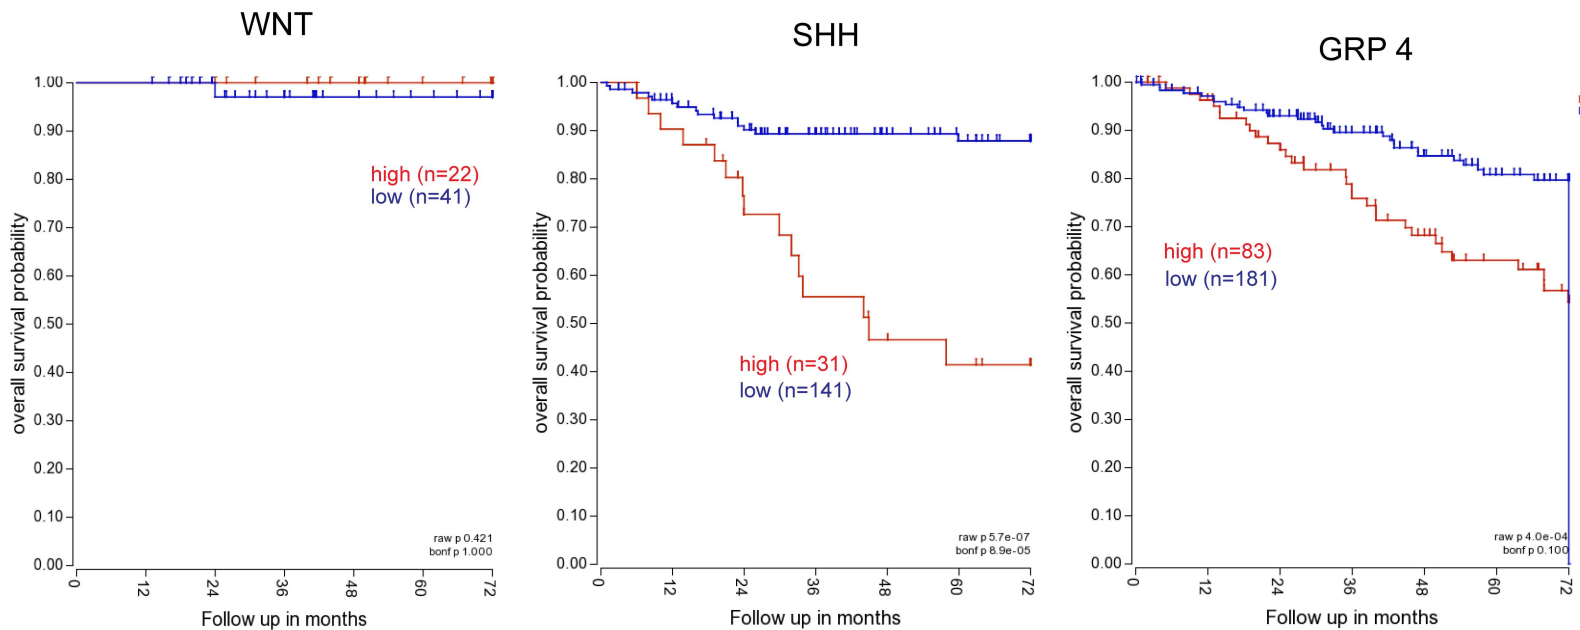 WNT
1.00
0.90
0.80
0.70
0.60
0.50
0.40
0.30
0.20
0.10
0.00
overall survival probability
high (n=22)
low (n=41)
raw p 0.421
bonf p 1.000
0
12
24
36
48
60
72
Follow up in months
SHH
1.00
0.90
0.80
0.70
0.60
0.50
0.40
0.30
0.20
0.10
0.00
overall survival probability
high (n=31)
low (n=141)
raw p 5.7e-07
bonf p 8.9e-05
0
12
24
36
48
60
72
Follow up in months
GRP 4
1.00
0.90
0.80
0.70
0.60
0.50
0.40
0.30
0.20
0.10
0.00
overall survival probability
high (n=83)
low (n=181)
raw p 4.0e-04
bonf p 0.100
0
12
24
36
48
60
72
Follow up in months